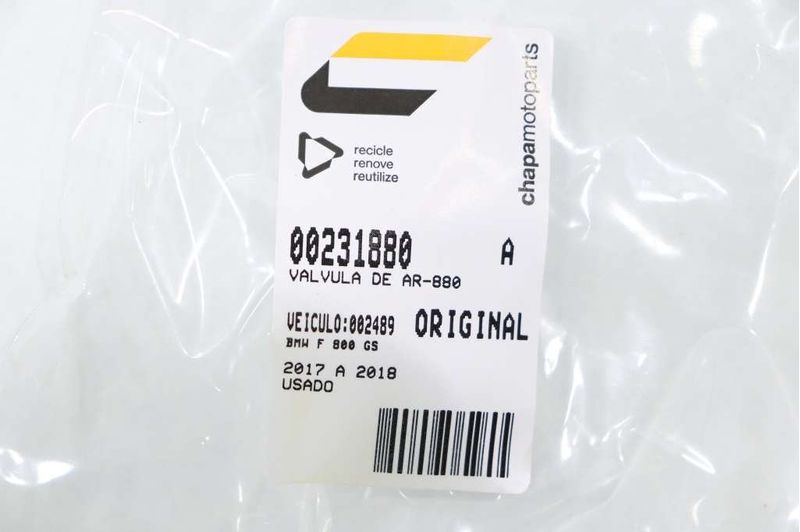 chapamotoparts
recicle
renove
reutilize
00231880 A
VALVULA DE AR-880
VEICULO:002489 ORIGINAL
BMW F 800 GS
2017 A 2018
USADO